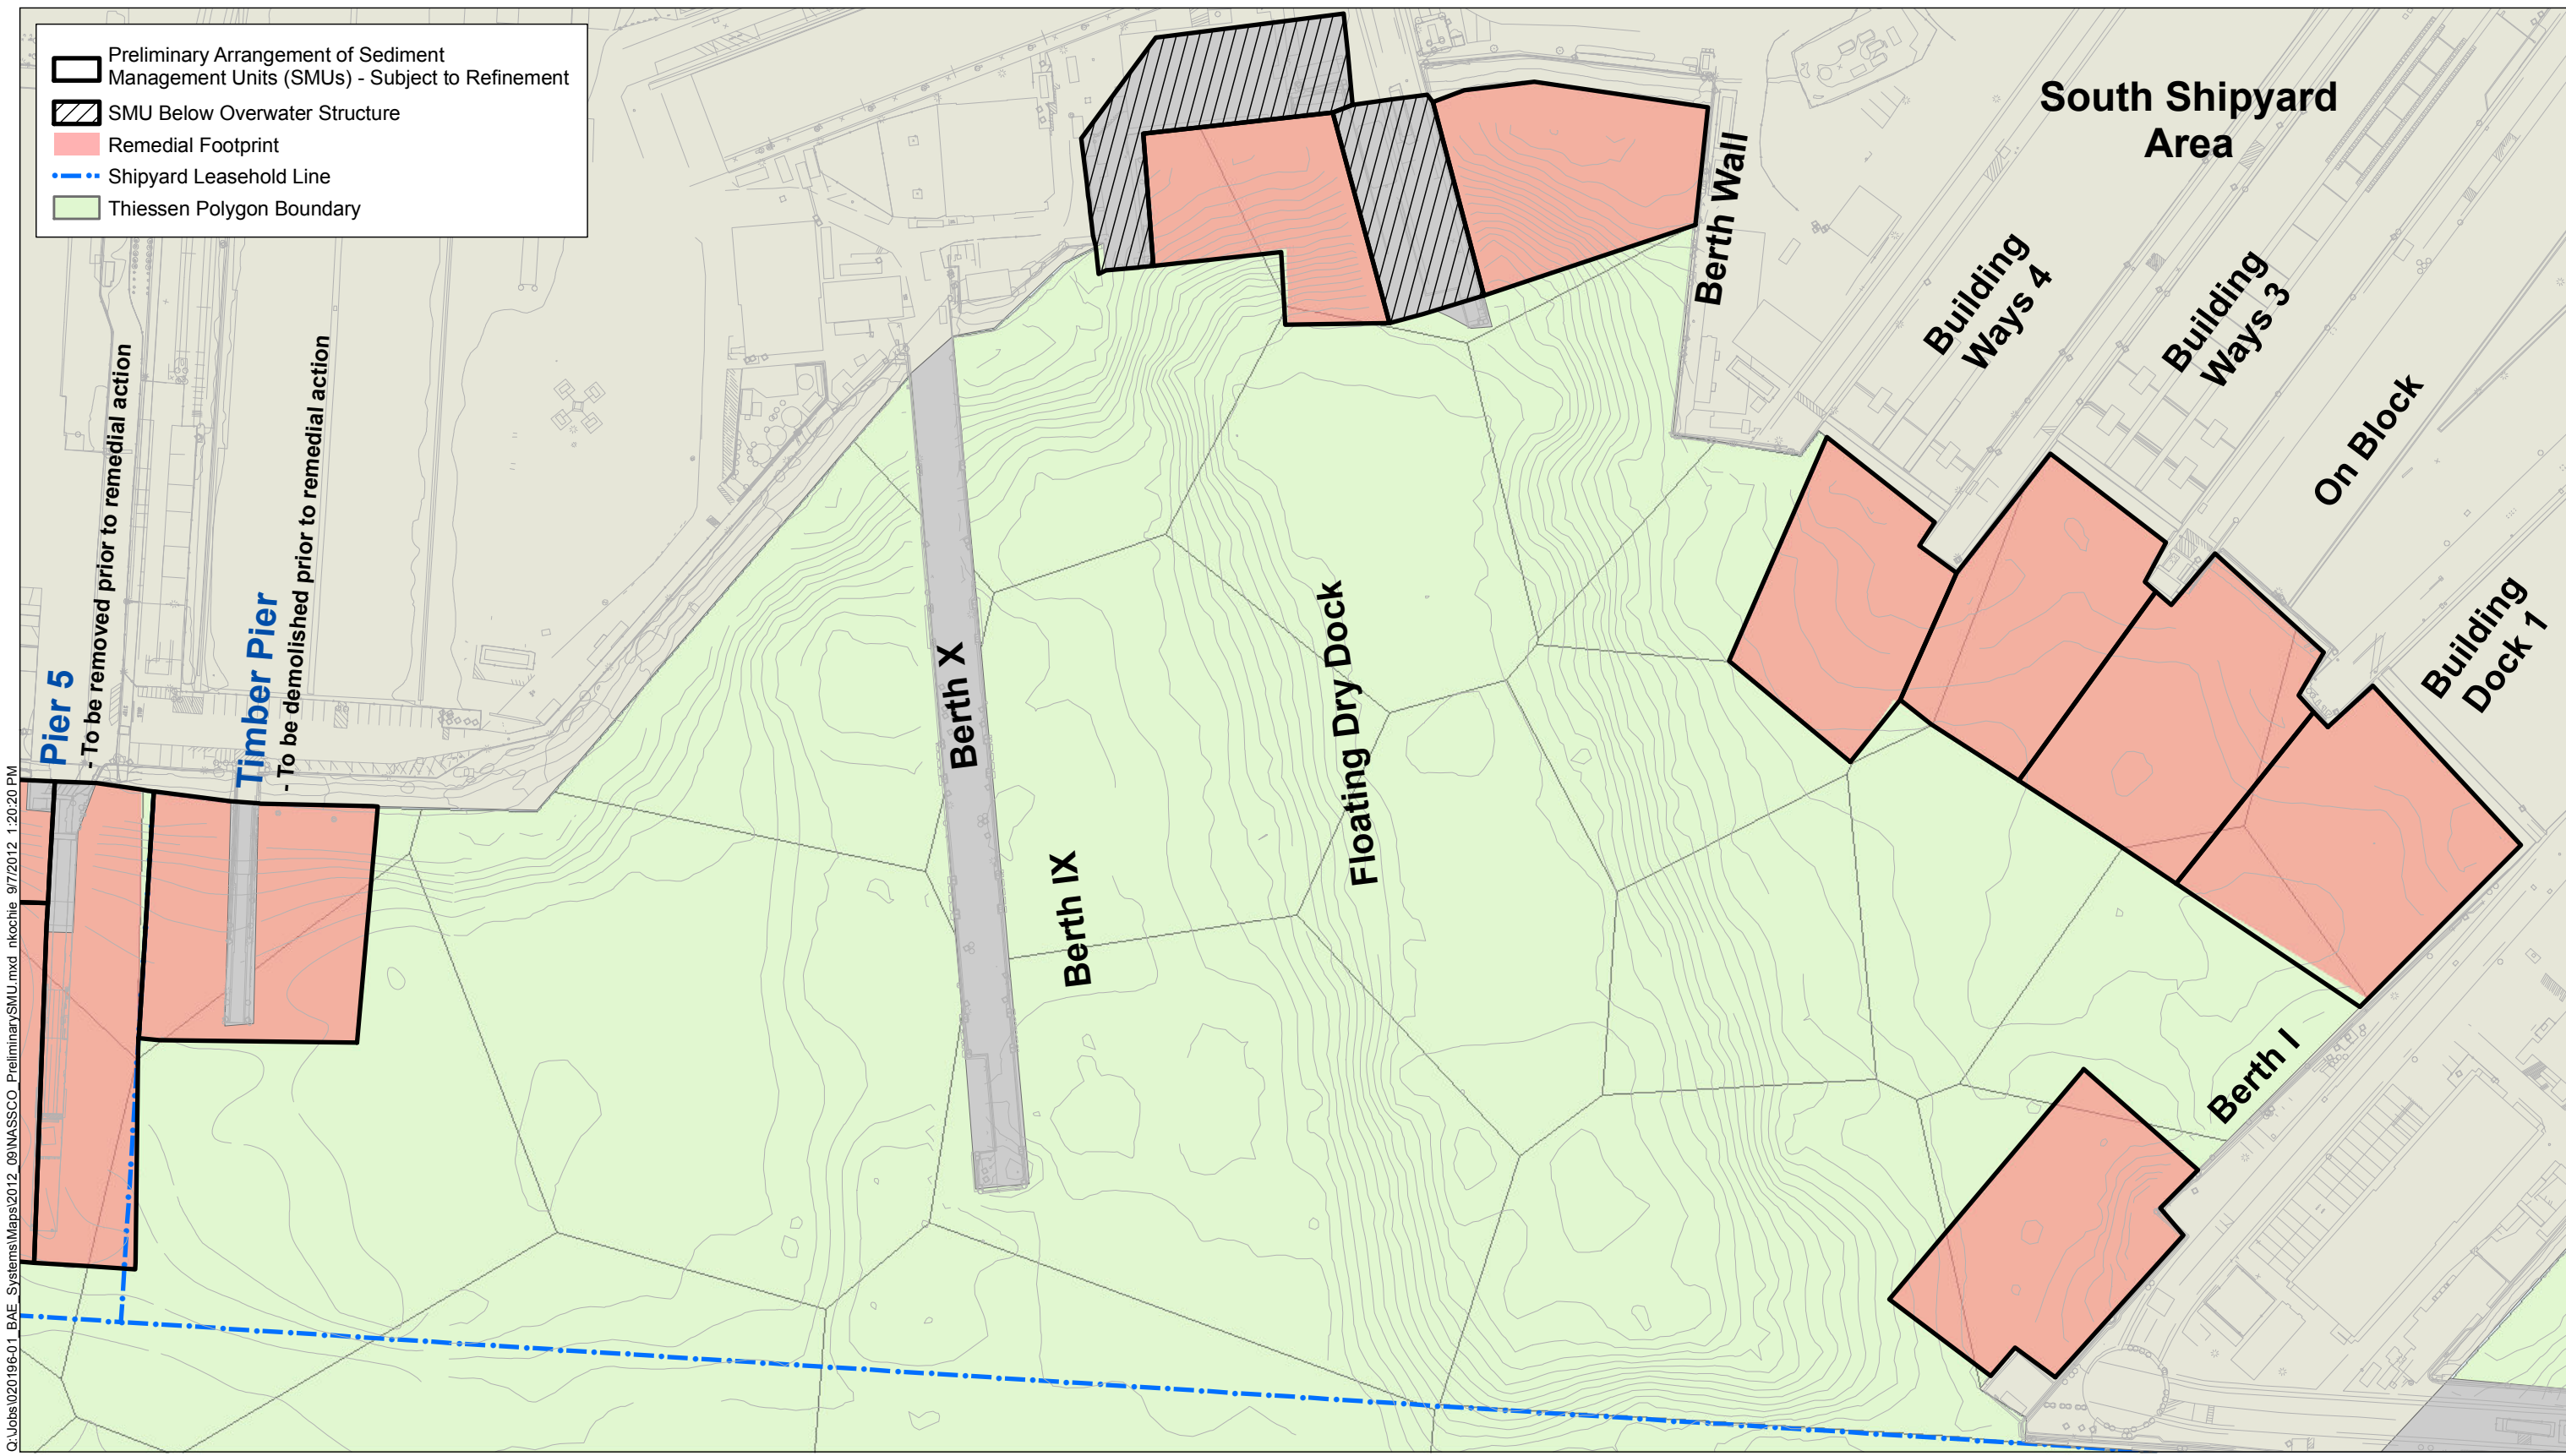 Preliminary Arrangement of Sediment
Management Units (SMUs) - Subject to Refinement
SMU Below Overwater Structure
Remedial Footprint
Shipyard Leasehold Line
Thiessen Polygon Boundary
South Shipyard
Area
Berth Wall
Building
Ways 4
Building
Ways 3
On Block
Building
Dock 1
Pier 5
- To be removed prior to remedial action
Timber Pier
- To be demolished prior to remedial action
Berth X
Berth IX
Floating Dry Dock
Berth I
Q:\Jobs\020196-01_BAE_Systems\Maps\2012_09\NASSCO_PreliminarySMU.mxd nkochie 9/7/2012 1:20:20 PM